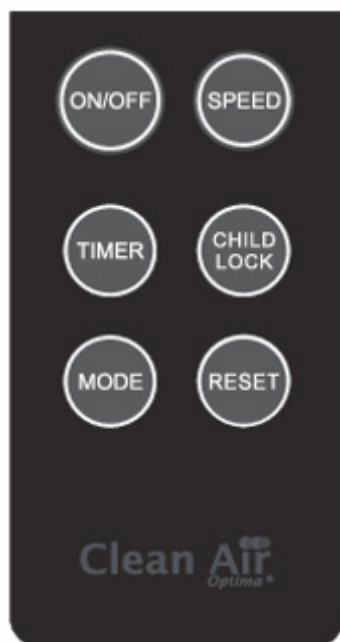 ON/OFF SPEED
TIMER CHILD LOCK
MODE RESET
Clean Air
Optima®